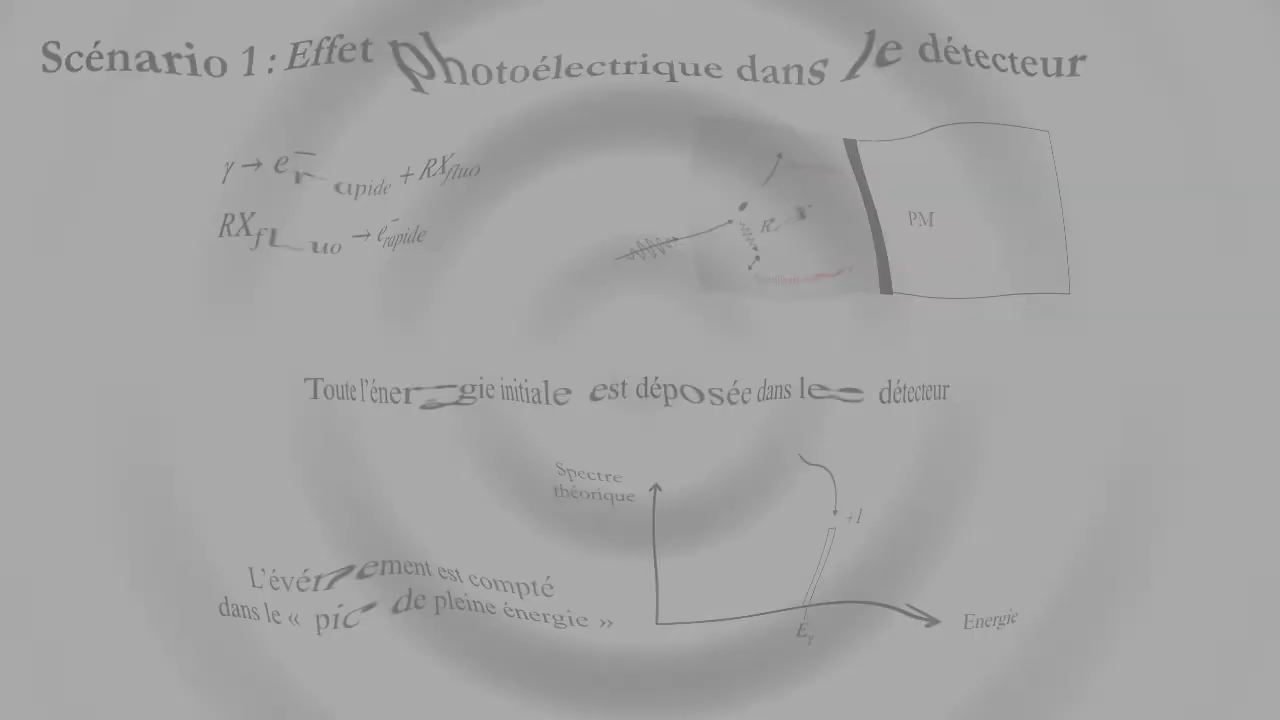 Scénario 1 : Effet photoélectrique dans le détecteur
γ → e⁻rapide + RXfluo
RXfluo → e⁻rapide
PM
Toute l'énergie initiale est déposée dans le détecteur
Spectre
théorique
+1
L'événement est compté
dans le « pic de pleine énergie »
Energie
Eγ